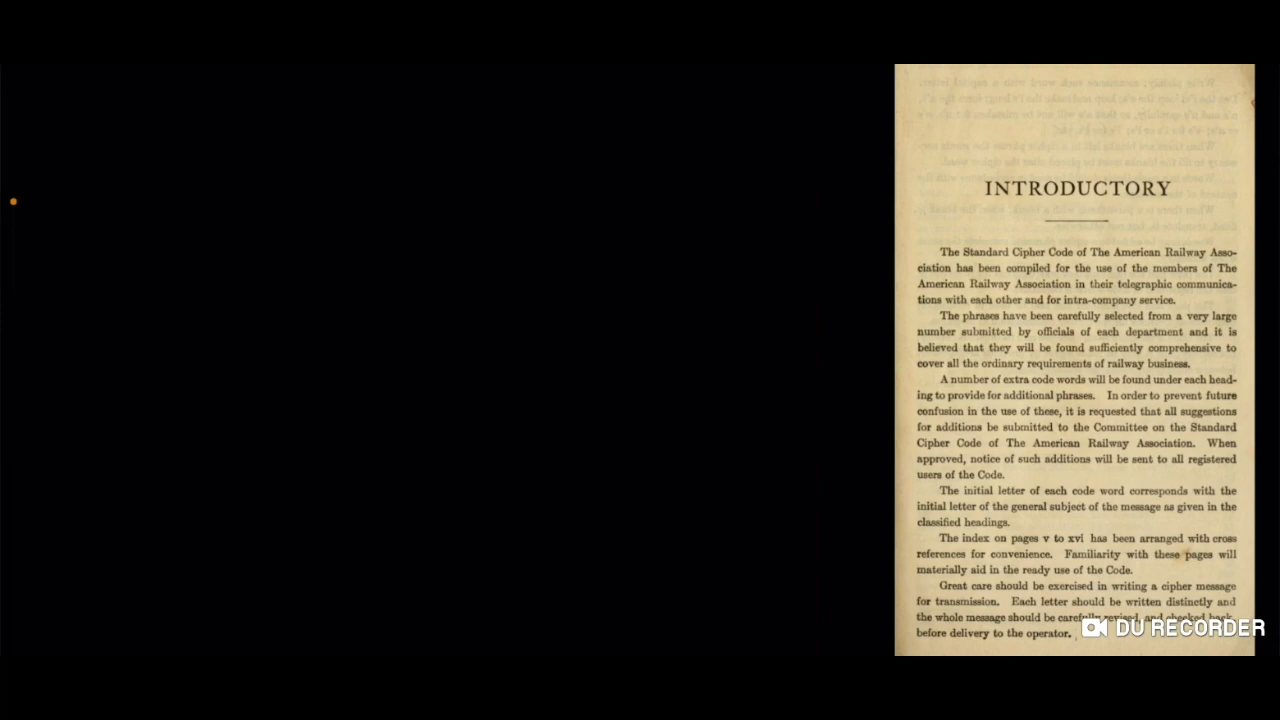 INTRODUCTORY
The Standard Cipher Code of The American Railway Asso-
ciation has been compiled for the use of the members of The
American Railway Association in their telegraphic communica-
tions with each other and for intra-company service.
The phrases have been carefully selected from a very large
number submitted by officials of each department and it is
believed that they will be found sufficiently comprehensive to
cover all the ordinary requirements of railway business.
A number of extra code words will be found under each head-
ing to provide for additional phrases. In order to prevent future
confusion in the use of these, it is requested that all suggestions
for additions be submitted to the Committee on the Standard
Cipher Code of The American Railway Association. When
approved, notice of such additions will be sent to all registered
users of the Code.
The initial letter of each code word corresponds with the
initial letter of the general subject of the message as given in the
classified headings.
The index on pages v to xvi has been arranged with cross
references for convenience. Familiarity with these pages will
materially aid in the ready use of the Code.
Great care should be exercised in writing a cipher message
for transmission. Each letter should be written distinctly and
the whole message should be carefully revised, and checked back,
before delivery to the operator.
DU RECORDER